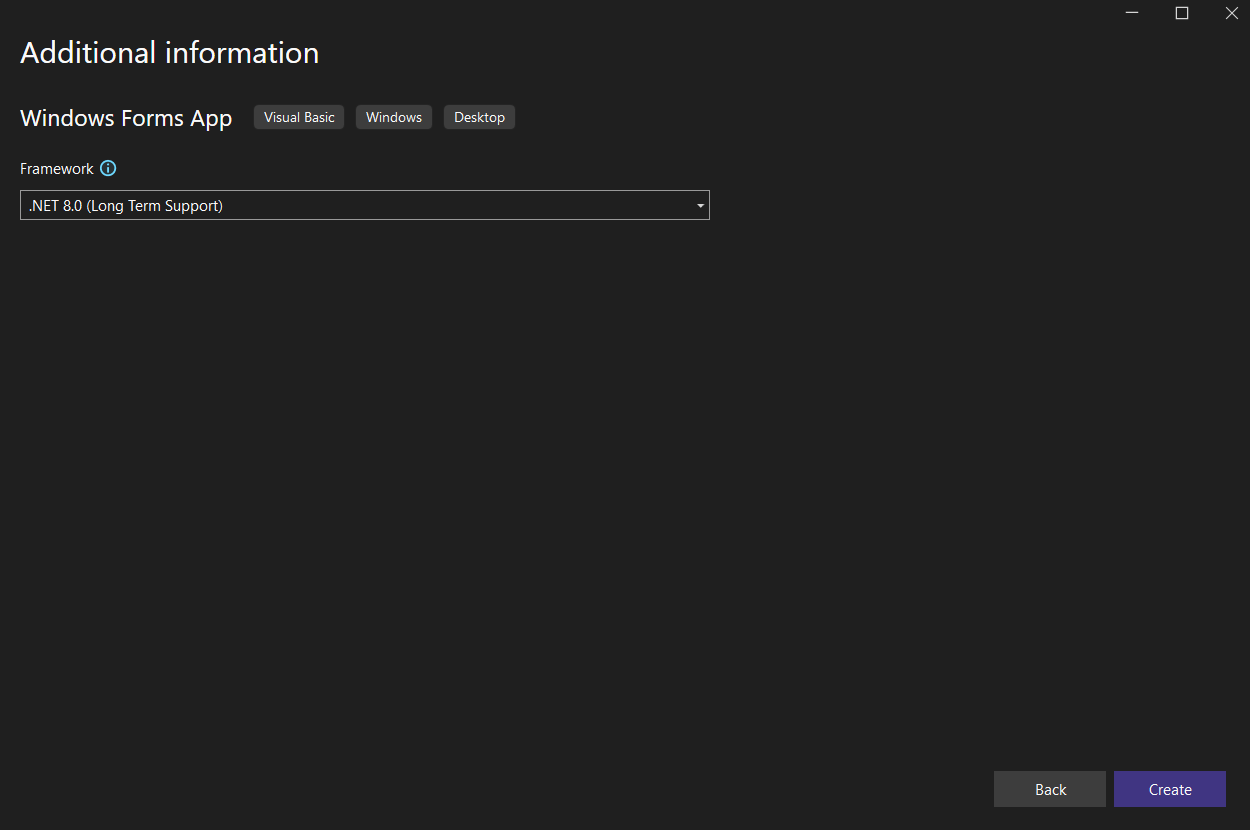 Additional information
Windows Forms App Visual Basic Windows Desktop
Framework
.NET 8.0 (Long Term Support)
Back Create